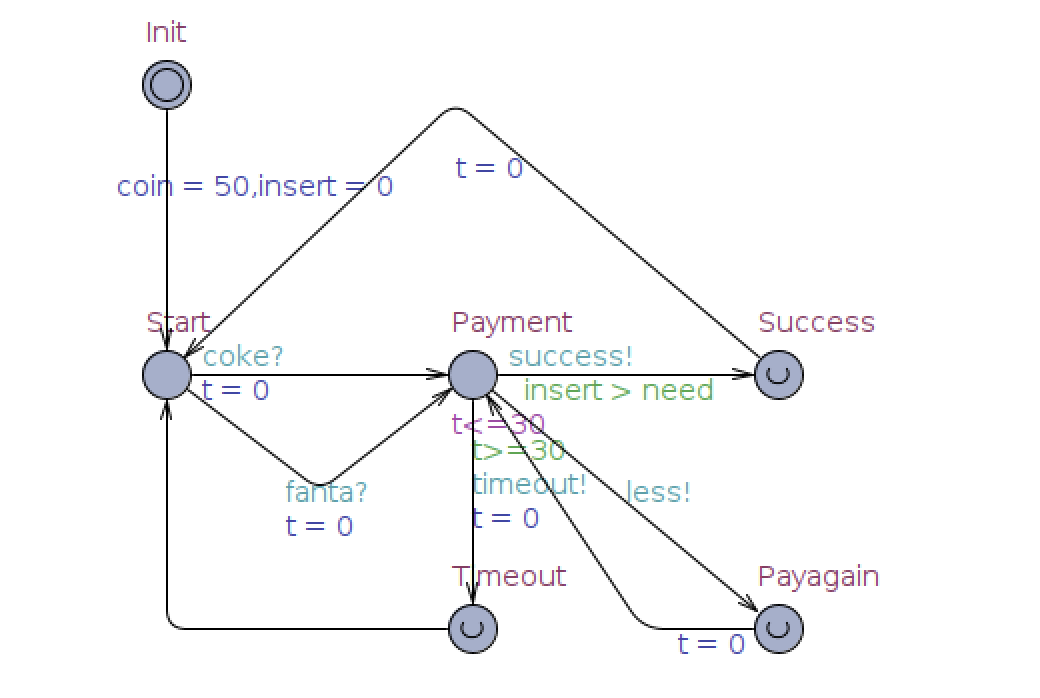 Init
t = 0
coin = 50,insert = 0
Start
Payment
Success
coke?
success!
t = 0
insert > need
t<=30
t>=30
timeout!
fanta?
less!
t = 0
t = 0
Timeout
Payagain
t = 0